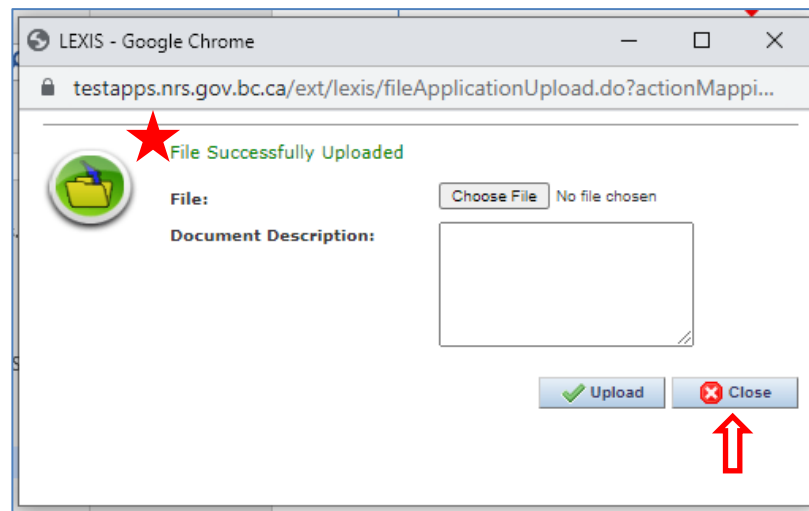 LEXIS - Google Chrome
testapps.nrs.gov.bc.ca/ext/lexis/fileApplicationUpload.do?actionMappi...
File Successfully Uploaded
File: Choose File No file chosen
Document Description:
Upload Close